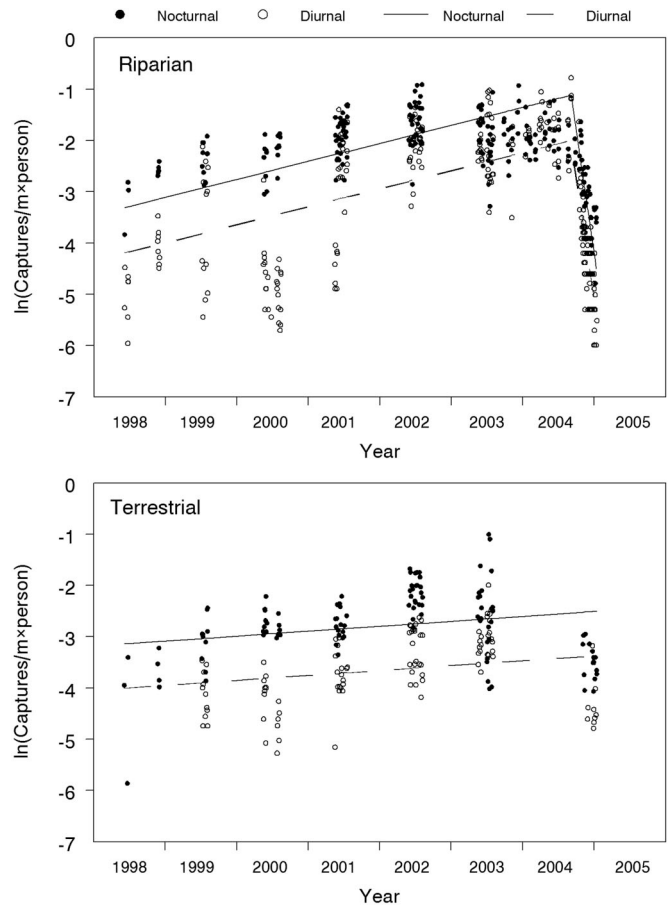 Nocturnal Diurnal Nocturnal Diurnal
0
Riparian
-1
-2
-3
-4
-5
-6
-7
ln(Captures/m×person)
1998 1999 2000 2001 2002 2003 2004 2005
Year
0
Terrestrial
-1
-2
-3
-4
-5
-6
-7
ln(Captures/m×person)
1998 1999 2000 2001 2002 2003 2004 2005
Year